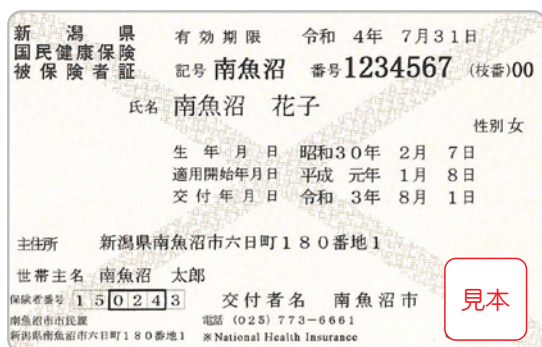 新潟県
国民健康保険
被保険者証
有効期限 令和 4年 7月31日
記号 南魚沼 番号 1234567 (枝番)00
氏名 南魚沼 花子
性別 女
生年月日 昭和30年 2月 7日
適用開始年月日 平成 元年 1月 8日
交付年月日 令和 3年 8月 1日
主住所 新潟県南魚沼市六日町180番地1
世帯主名 南魚沼 太郎
保険者番号 150243 交付者名 南魚沼市
南魚沼市市民課 電話 (025) 773-6661
新潟県南魚沼市六日町180番地1 ※National Health Insurance
見本